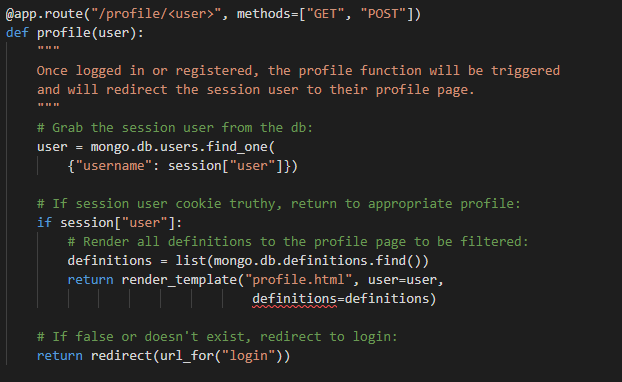 @app.route("/profile/<user>", methods=["GET", "POST"])
def profile(user):
    """
    Once logged in or registered, the profile function will be triggered
    and will redirect the session user to their profile page.
    """
    # Grab the session user from the db:
    user = mongo.db.users.find_one(
        {"username": session["user"]})
    # If session user cookie truthy, return to appropriate profile:
    if session["user"]:
        # Render all definitions to the profile page to be filtered:
        definitions = list(mongo.db.definitions.find())
        return render_template("profile.html", user=user,
                                definitions=definitions)
    # If false or doesn't exist, redirect to login:
    return redirect(url_for("login"))